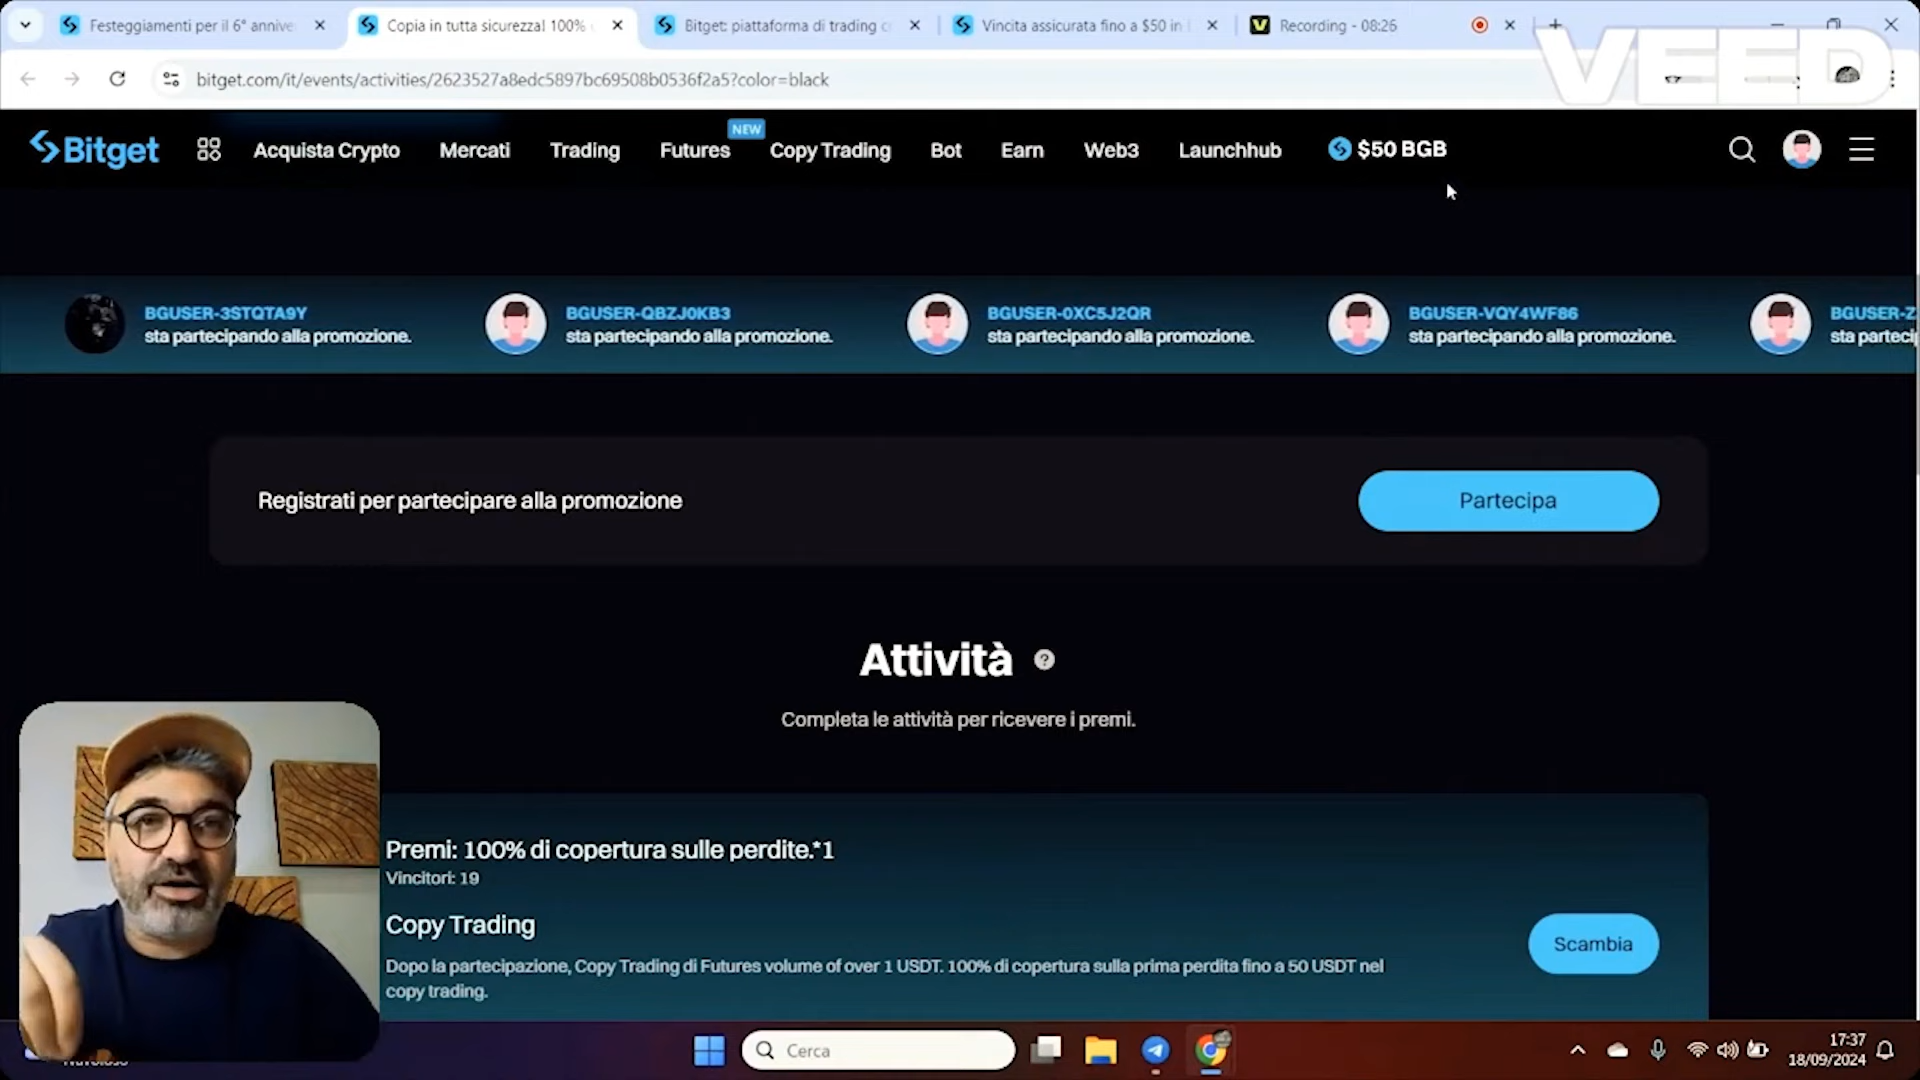 Festeggiamenti per il 6° annive
Copia in tutta sicurezza! 100%
Bitget: piattaforma di trading
Vincita assicurata fino a $50 in
Recording - 08:26
VEED
bitget.com/it/events/activities/2623527a8edc5897bc69508b0536f2a5?color=black
Bitget
Acquista Crypto
Mercati
Trading
Futures
NEW
Copy Trading
Bot
Earn
Web3
Launchhub
$50 BGB
BGUSER-3STQTA9Y
sta partecipando alla promozione.
BGUSER-QBZJ0KB3
sta partecipando alla promozione.
BGUSER-0XC5J2QR
sta partecipando alla promozione.
BGUSER-VQY4WF86
sta partecipando alla promozione.
BGUSER-Z
sta parteci
Registrati per partecipare alla promozione
Partecipa
Attività
Completa le attività per ricevere i premi.
Premi: 100% di copertura sulle perdite.*1
Vincitori: 19
Copy Trading
Dopo la partecipazione, Copy Trading di Futures volume of over 1 USDT. 100% di copertura sulla prima perdita fino a 50 USDT nel
copy trading.
Scambia
Cerca
17:37
18/09/2024